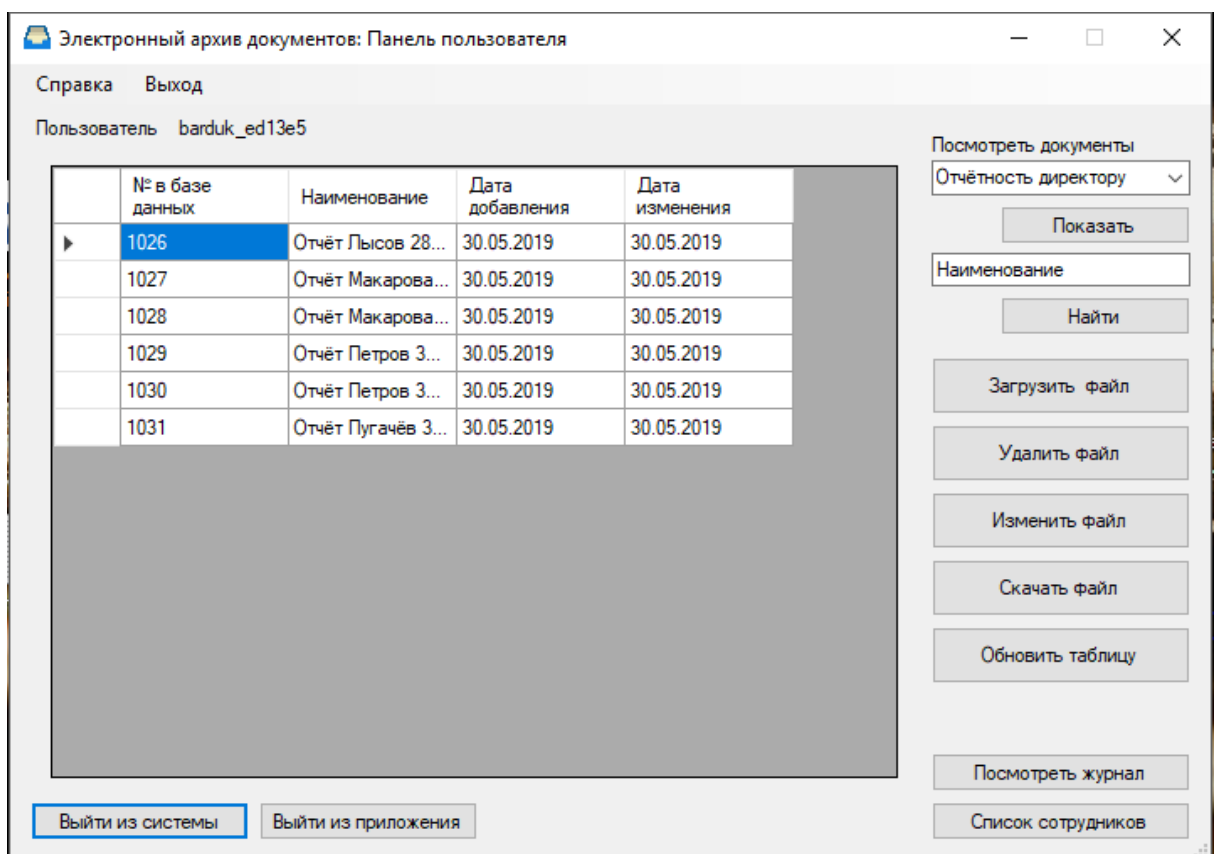 Электронный архив документов: Панель пользователя
Справка Выход
Пользователь barduk_ed13e5
Посмотреть документы
Отчётность директору
Показать
Наименование
Найти
№ в базе данных Наименование Дата добавления Дата изменения
1026 Отчёт Лысов 28... 30.05.2019 30.05.2019
1027 Отчёт Макарова... 30.05.2019 30.05.2019
1028 Отчёт Макарова... 30.05.2019 30.05.2019
1029 Отчёт Петров 3... 30.05.2019 30.05.2019
1030 Отчёт Петров 3... 30.05.2019 30.05.2019
1031 Отчёт Пугачёв 3... 30.05.2019 30.05.2019
Загрузить файл
Удалить файл
Изменить файл
Скачать файл
Обновить таблицу
Посмотреть журнал
Список сотрудников
Выйти из системы Выйти из приложения